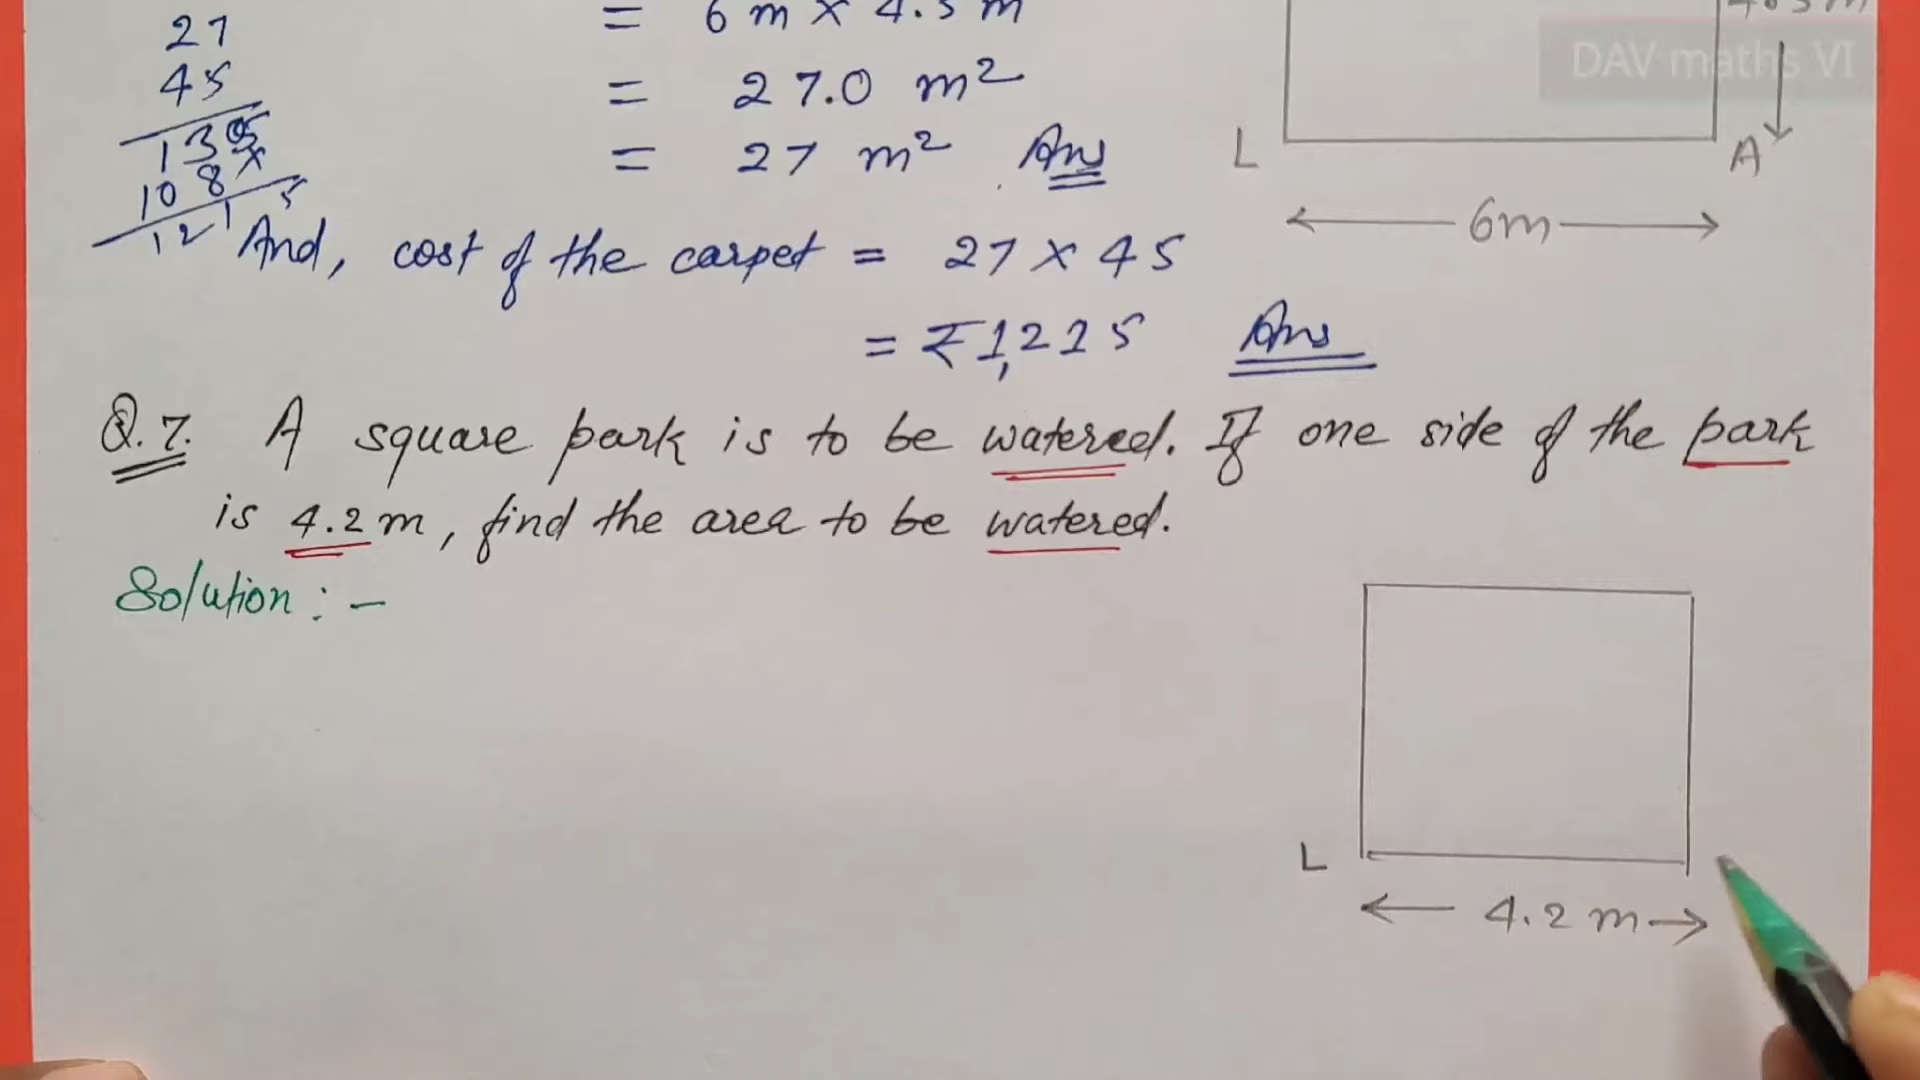 27
45
135
108x
1215
= 6 m x 4.5 m
= 27.0 m²
= 27 m² Ans
And, cost of the carpet = 27 x 45
= ₹1,215 Ans
DAV maths VI
L
A
6m
Q.7. A square park is to be watered. If one side of the park
is 4.2 m, find the area to be watered.
Solution : -
L
4.2 m